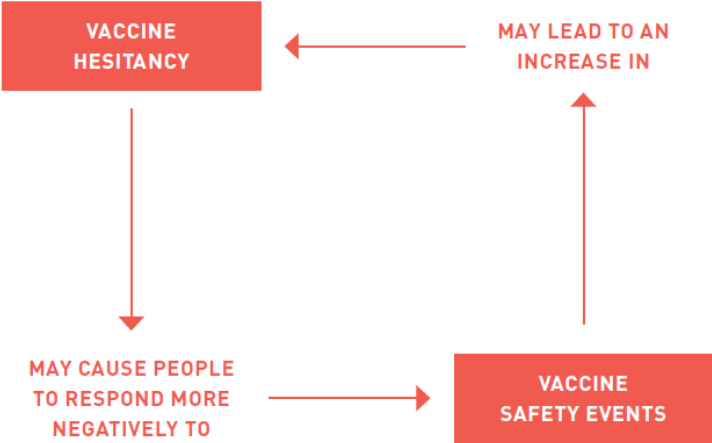 VACCINE
HESITANCY
MAY CAUSE PEOPLE
TO RESPOND MORE
NEGATIVELY TO
VACCINE
SAFETY EVENTS
MAY LEAD TO AN
INCREASE IN